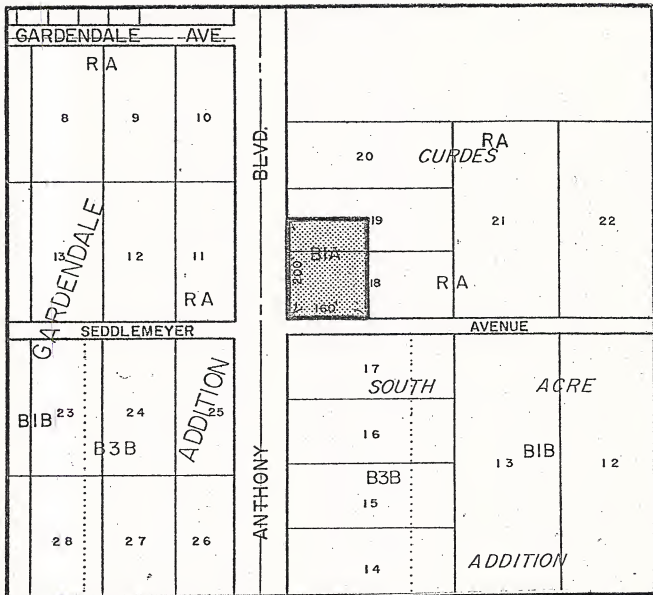 GARDENDALE AVE.
RA
8
9
10
BLVD.
20
CURDES
RA
21
22
19
B1A
200'
160'
18
RA
13
12
11
RA
GARDENDALE
SEDDLEMEYER
AVENUE
17
SOUTH
ACRE
B1B
23
24
25
B3B
ADDITION
ANTHONY
16
B3B
15
13
B1B
12
28
27
26
14
ADDITION